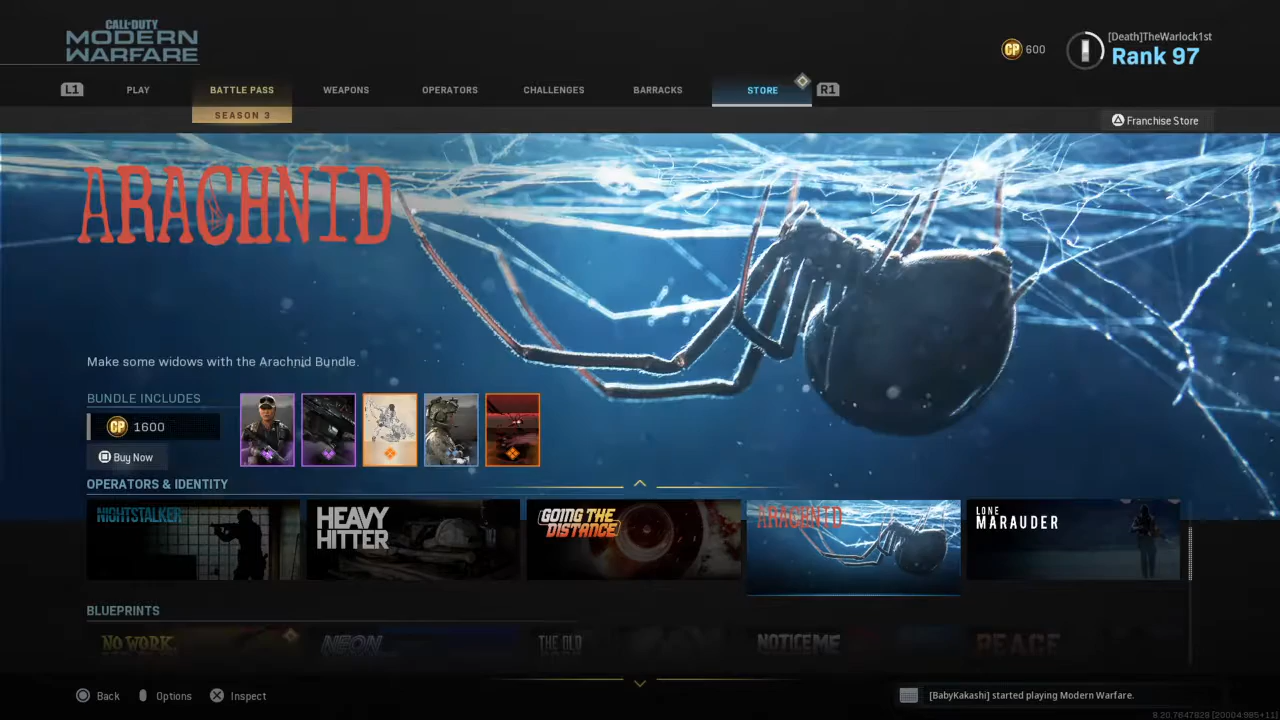 CALL·DUTY
MODERN
WARFARE
CP 600
[Death]TheWarlock1st
Rank 97
L1
PLAY
BATTLE PASS
WEAPONS
OPERATORS
CHALLENGES
BARRACKS
STORE
R1
SEASON 3
Franchise Store
ARACHNID
Make some widows with the Arachnid Bundle.
BUNDLE INCLUDES
CP 1600
Buy Now
OPERATORS & IDENTITY
NIGHTSTALKER
HEAVY
HITTER
GOING THE
DISTANCE
ARACHNID
LONE
MARAUDER
BLUEPRINTS
NO WORK
NEON
THE OLD
NOTICE ME
PEACE
Back
Options
Inspect
[BabyKakashi] started playing Modern Warfare.